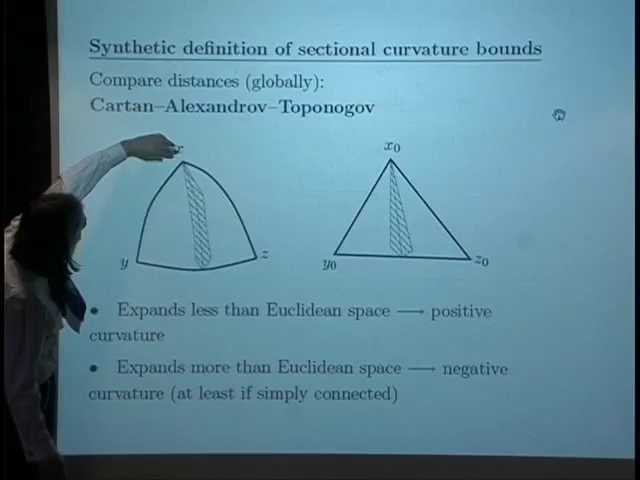 Synthetic definition of sectional curvature bounds
Compare distances (globally):
Cartan–Alexandrov–Toponogov
x x₀
y z y₀ z₀
• Expands less than Euclidean space ⟶ positive
curvature
• Expands more than Euclidean space ⟶ negative
curvature (at least if simply connected)